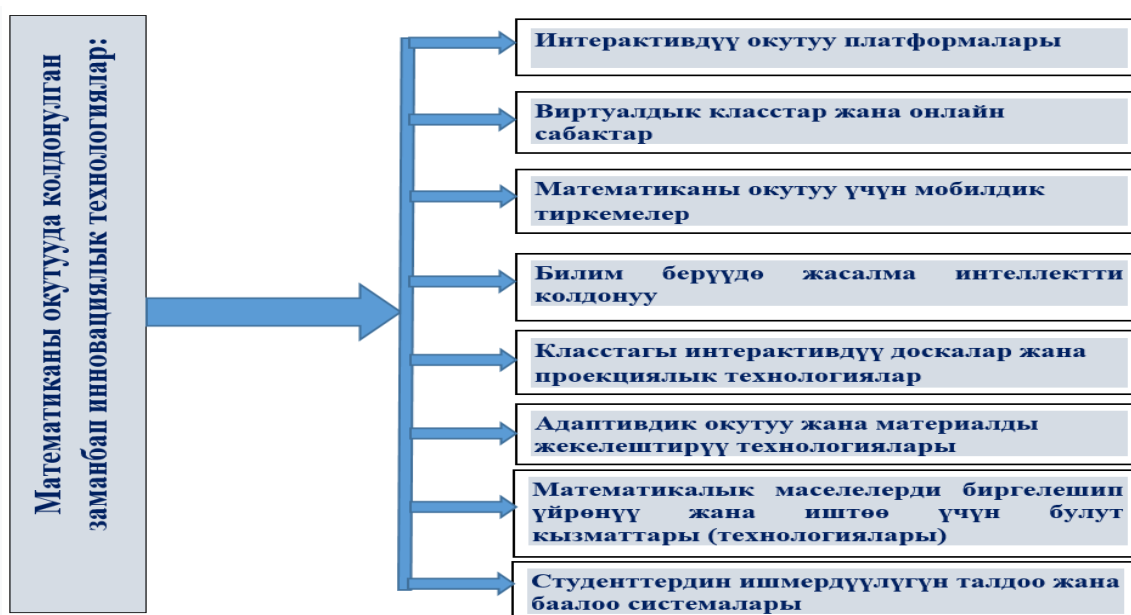 Математиканы окутууда колдонулган
заманбап инновациялык технологиялар:
Интерактивдүү окутуу платформалары
Виртуалдык класстар жана онлайн
сабактар
Математиканы окутуу үчүн мобилдик
тиркемелер
Билим берүүдө жасалма интеллектти
колдонуу
Класстагы интерактивдүү доскалар жана
проекциялык технологиялар
Адаптивдик окутуу жана материалды
жекелештирүү технологиялары
Математикалык маселелерди биргелешип
үйрөнүү жана иштөө үчүн булут
кызматтары (технологиялары)
Студенттердин ишмердүүлүгүн талдоо жана
баалоо системалары